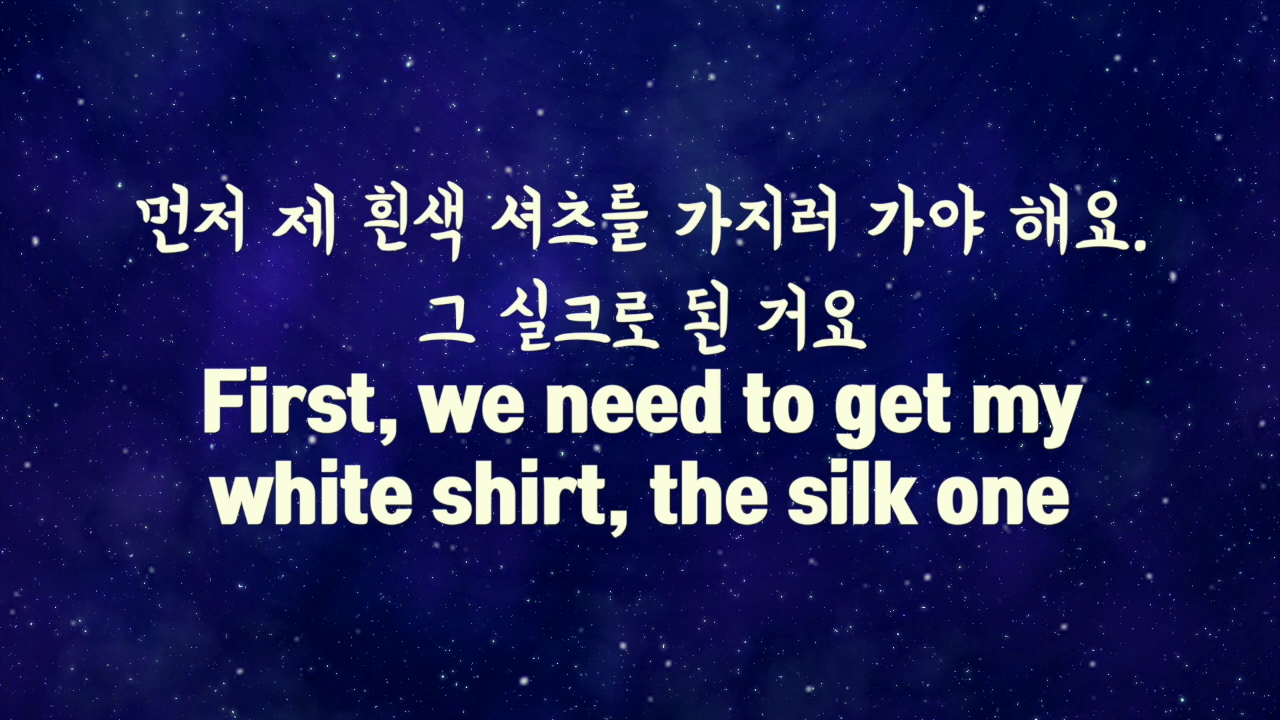 먼저 제 흰색 셔츠를 가지러 가야 해요.
그 실크로 된 거요
First, we need to get my
white shirt, the silk one